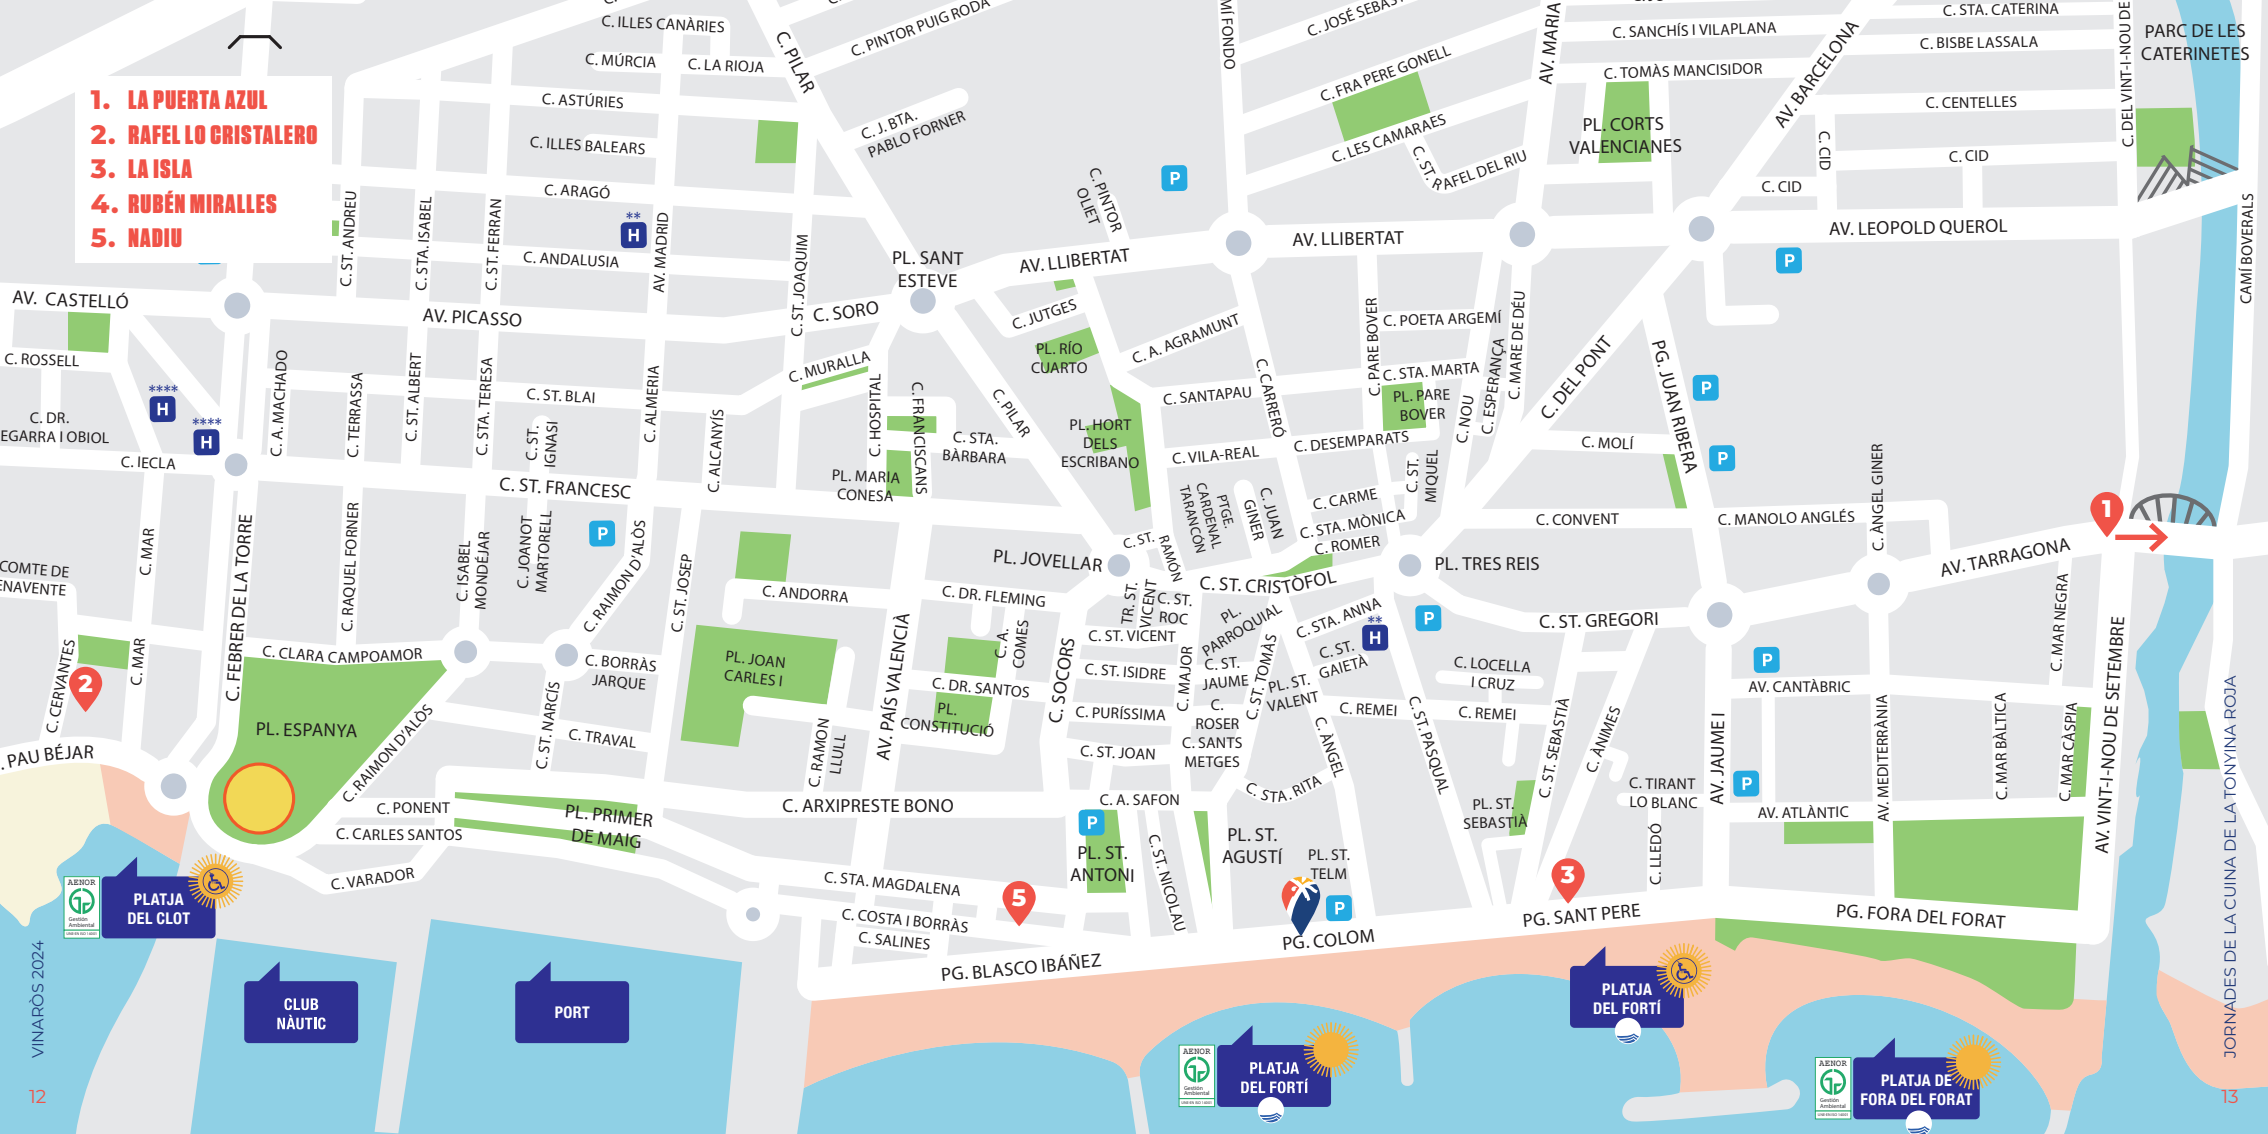 1. LA PUERTA AZUL
2. RAFEL LO CRISTALERO
3. LA ISLA
4. RUBÉN MIRALLES
5. NADIU
C. ILLES CANÀRIES
C. MÚRCIA
C. LA RIOJA
C. ASTÚRIES
C. ILLES BALEARS
C. ARAGÓ
C. ANDALUSIA
C. PILAR
C. PINTOR PUIG RODA
C. J. BTA.
PABLO FORNER
C. PINTOR
OLIET
MÍ FONDO
C. FRA PERE GONELL
C. LES CAMARAES
C. ST. RAFEL DEL RIU
AV. MARIA
C. SANCHÍS I VILAPLANA
C. TOMÀS MANCISIDOR
PL. CORTS
VALENCIANES
AV. BARCELONA
C. STA. CATERINA
C. BISBE LASSALA
C. CENTELLES
C. CID
C. CID
C. CID
C. DEL VINT-I-NOU DE
PARC DE LES
CATERINETES
CAMÍ BOVERALS
P
**
H
C. ST. ANDREU
C. STA. ISABEL
C. ST. FERRAN
AV. MADRID
C. ST. JOAQUIM
PL. SANT
ESTEVE
AV. LLIBERTAT
AV. LLIBERTAT
AV. LEOPOLD QUEROL
P
AV. CASTELLÓ
AV. PICASSO
C. SORO
C. JUTGES
PL. RÍO
CUARTO
C. A. AGRAMUNT
C. SANTAPAU
C. CARRERÓ
C. PARE BOVER
C. POETA ARGEMÍ
C. STA. MARTA
PL. PARE
BOVER
C. NOU
C. ESPERANÇA
C. MARE DE DÉU
C. DEL PONT
PG. JUAN RIBERA
P
P
C. ROSSELL
C. DR.
EGARRA I OBIOL
****
H
****
H
C. IECLA
C. A. MACHADO
C. TERRASSA
C. ST. ALBERT
C. STA. TERESA
C. ST. BLAI
C. ST.
IGNASI
C. ALMERIA
C. ALCANYÍS
C. MURALLA
C. HOSPITAL
C. FRANCISCANS
C. STA.
BÀRBARA
PL. MARIA
CONESA
C. PILAR
PL. HORT
DELS
ESCRIBANO
C. VILA-REAL
C. DESEMPARATS
C. MOLÍ
C. ST.
MIQUEL
C. ST. FRANCESC
P
C. MAR
C. FEBRER DE LA TORRE
C. RAQUEL FORNER
C. ISABEL
MONDÉJAR
C. JOANOT
MARTORELL
C. RAIMON D'ALÒS
C. ST. JOSEP
PL. JOVELLAR
C. ST. RAMÓN
C. CARDENAL
TARANCÓN
PTGE.
GINER
C. JUAN
C. CARME
C. STA. MÒNICA
C. ROMER
C. ST. CRISTÒFOL
PL. TRES REIS
C. CONVENT
C. MANOLO ANGLÉS
C. ÀNGEL GINER
AV. TARRAGONA
1
COMTE DE
ENAVENTE
C. CERVANTES
2
C. MAR
C. CLARA CAMPOAMOR
C. BORRÀS
JARQUE
C. ST. NARCÍS
C. TRAVAL
PL. ESPANYA
C. RAIMON D'ALÒS
C. PONENT
C. CARLES SANTOS
C. VARADOR
. PAU BÉJAR
C. ANDORRA
PL. JOAN
CARLES I
C. RAMON
LLULL
AV. PAÍS VALENCIÀ
C. DR. FLEMING
C. A.
COMES
C. DR. SANTOS
PL.
CONSTITUCIÓ
C. SOCORS
TR. ST.
VICENT
C. ST.
ROC
C. ST. VICENT
C. ST. ISIDRE
C. PURÍSSIMA
C. ST. JOAN
C. MAJOR
PL.
PARROQUIAL
C. ST.
JAUME
C.
ROSER
C. SANTS
METGES
C. ST. TOMÀS
PL. ST.
VALENT
C. STA. ANNA
**
H
C. ST.
GAIETÀ
C. ÀNGEL
C. STA. RITA
C. REMEI
C. REMEI
C. LOCELLA
I CRUZ
C. ST. PASQUAL
P
C. ST. GREGORI
C. ST. SEBASTIÀ
C. ÀNIMES
PL. ST.
SEBASTIÀ
C. TIRANT
LO BLANC
C. LLEDÓ
AV. JAUME I
P
P
AV. CANTÀBRIC
AV. MEDITERRÀNIA
AV. ATLÀNTIC
C. MAR BÀLTICA
C. MAR CÀSPIA
C. MAR NEGRA
AV. VINT-I-NOU DE SETEMBRE
PL. PRIMER
DE MAIG
C. ARXIPRESTE BONO
C. A. SAFON
P
PL. ST.
ANTONI
C. ST. NICOLAU
PL. ST.
AGUSTÍ
PL. ST.
TELM
P
C. STA. MAGDALENA
C. COSTA I BORRÀS
C. SALINES
5
3
PG. BLASCO IBÁÑEZ
PG. COLOM
PG. SANT PERE
PG. FORA DEL FORAT
AENOR
Gestión
Ambiental
PLATJA
DEL CLOT
CLUB
NÀUTIC
PORT
AENOR
Gestión
Ambiental
PLATJA
DEL FORTÍ
PLATJA
DEL FORTÍ
AENOR
Gestión
Ambiental
PLATJA DE
FORA DEL FORAT
VINARÒS 2024
12
JORNADES DE LA CUINA DE LA TONYINA ROJA
13